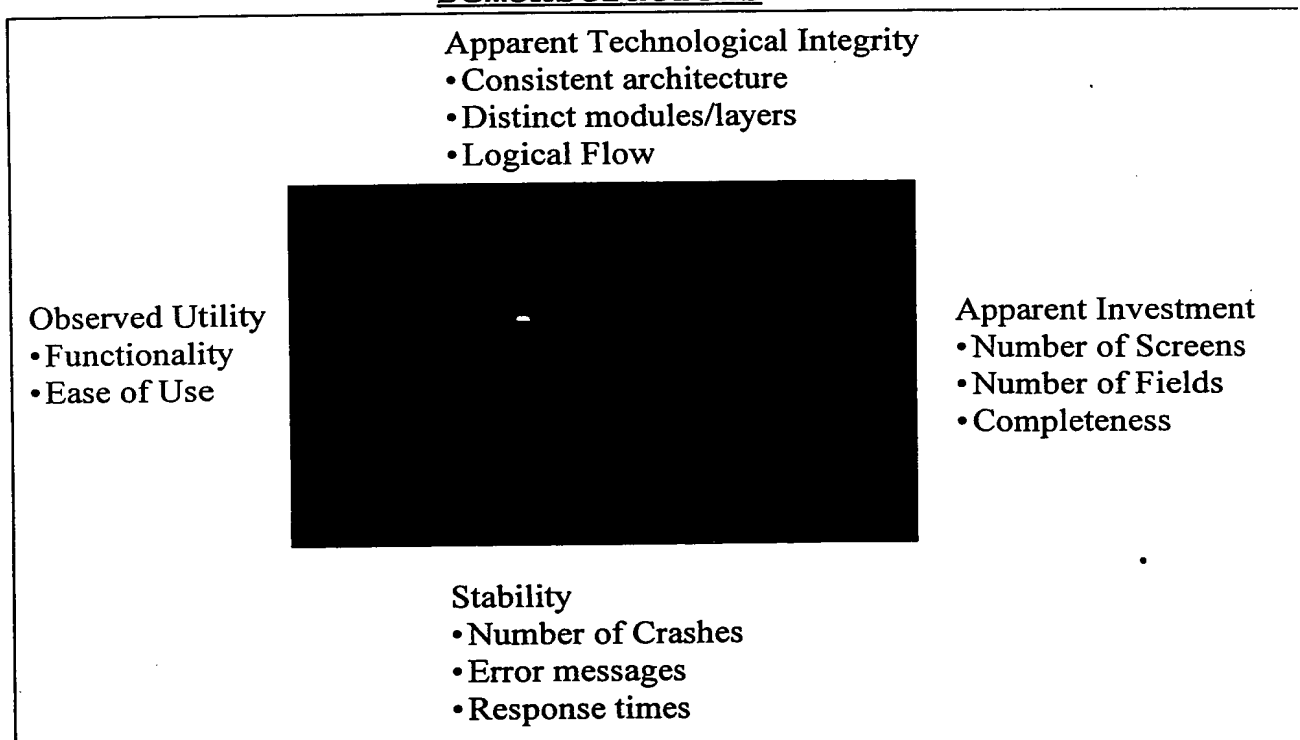 Apparent Technological Integrity
•Consistent architecture
•Distinct modules/layers
•Logical Flow
Observed Utility
•Functionality
•Ease of Use
Apparent Investment
•Number of Screens
•Number of Fields
•Completeness
Stability
•Number of Crashes
•Error messages
•Response times